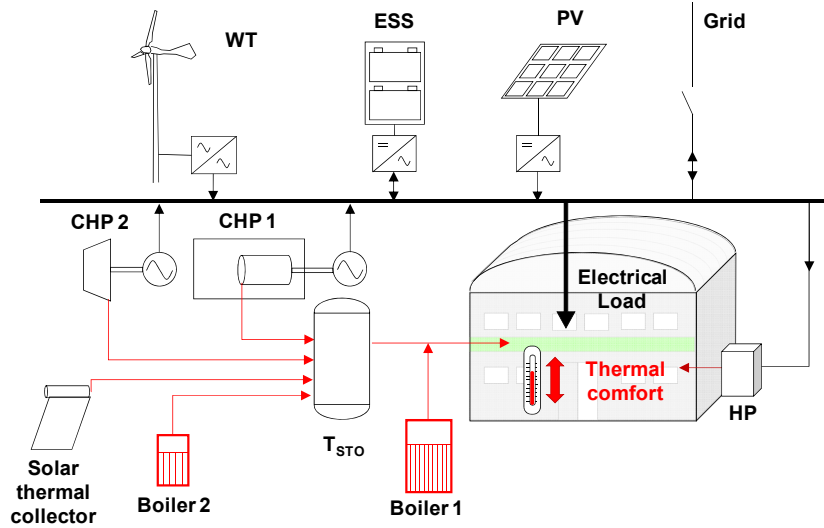 WT
ESS
PV
Grid
CHP 2
CHP 1
Electrical
Load
Thermal
comfort
HP
T_STO
Solar
thermal
collector
Boiler 2
Boiler 1